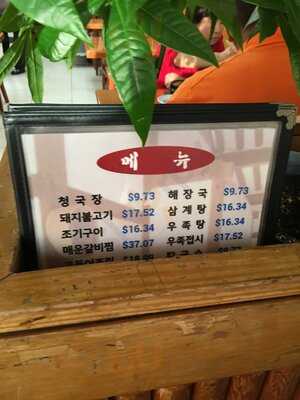 메뉴
청국장 $9.73 해장국 $9.73
돼지불고기 $17.52 삼계탕 $16.34
조기구이 $16.34 우족탕 $16.34
매운갈비찜 $37.07 우족접시 $17.52